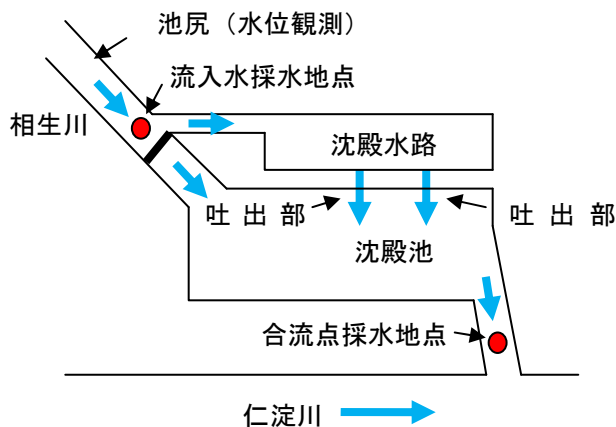 池尻（水位観測）
流入水採水地点
相生川
沈殿水路
吐 出 部
吐 出 部
沈殿池
合流点採水地点
仁淀川